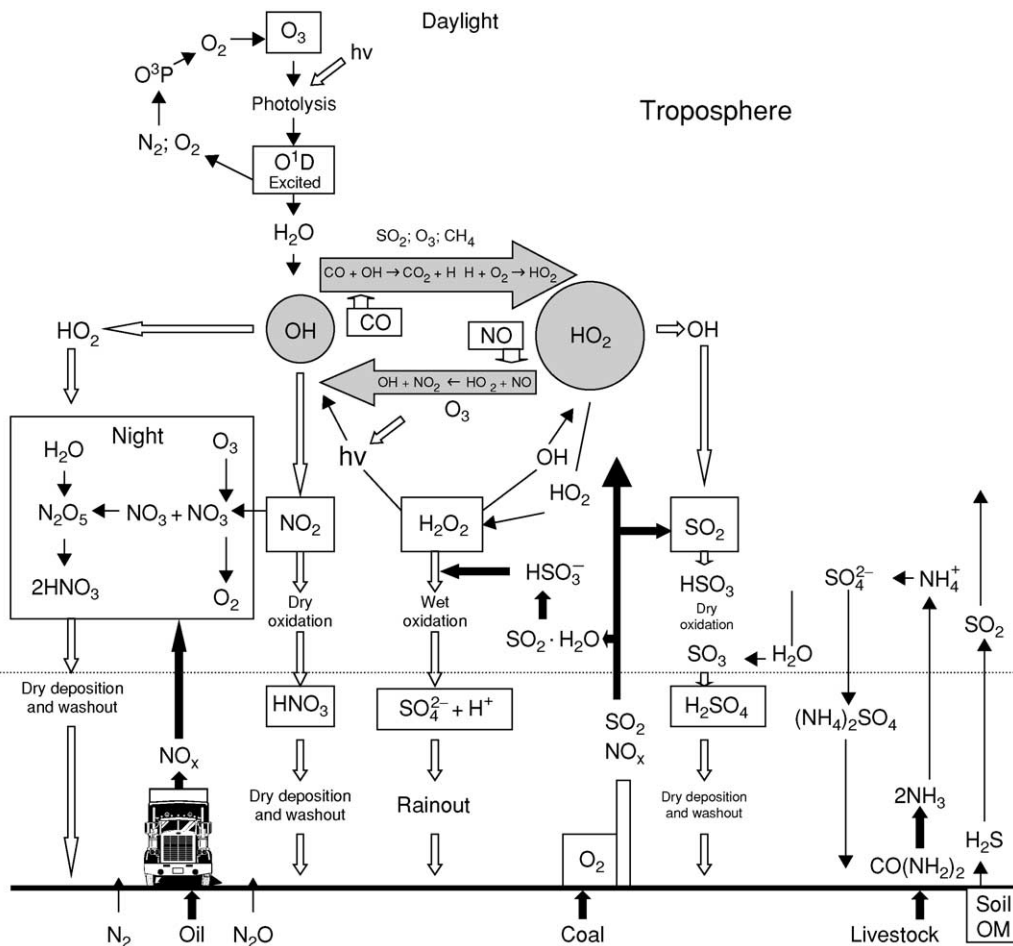 Daylight
O₃
O₂
hv
O³P
Photolysis
Troposphere
N₂; O₂
O¹D
Excited
H₂O
SO₂; O₃; CH₄
CO + OH → CO₂ + H H + O₂ → HO₂
CO
NO
HO₂
OH
HO₂
OH
OH + NO₂ ← HO₂ + NO
O₃
Night
H₂O
O₃
hv
OH
HO₂
N₂O₅
NO₃ + NO₃
NO₂
H₂O₂
SO₂
2HNO₃
O₂
HSO₃⁻
HSO₃
SO₄²⁻
NH₄⁺
Dry
oxidation
Wet
oxidation
Dry
oxidation
SO₂ · H₂O
SO₂
SO₃
H₂O
Dry deposition
and washout
HNO₃
SO₄²⁻ + H⁺
SO₂
NOₓ
H₂SO₄
(NH₄)₂SO₄
NOₓ
Dry deposition
and washout
Rainout
Dry deposition
and washout
2NH₃
H₂S
O₂
CO(NH₂)₂
Soil
OM
N₂
Oil
N₂O
Coal
Livestock